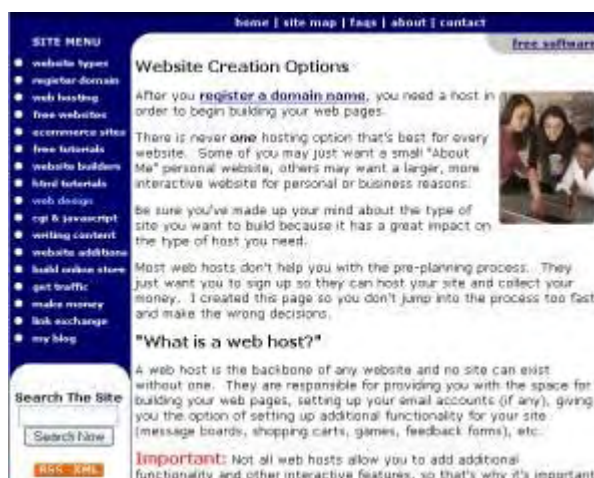 home | site map | faqs | about | contact
SITE MENU
free software
website types
register domain
web hosting
free websites
ecommerce sites
free tutorials
website builders
html tutorials
web design
cgi & javascript
writing content
website additions
build online store
get traffic
make money
link exchange
my blog
Search The Site
Search Now
RSS - XML
Website Creation Options
After you register a domain name, you need a host in
order to begin building your web pages.
There is never one hosting option that's best for every
website. Some of you may just want a small "About
Me" personal website, others may want a larger, more
interactive website for personal or business reasons.
Be sure you've made up your mind about the type of
site you want to build because it has a great impact on
the type of host you need.
Most web hosts don't help you with the pre-planning process. They
just want you to sign up so they can host your site and collect your
money. I created this page so you don't jump into the process too fast
and make the wrong decisions.
"What is a web host?"
A web host is the backbone of any website and no site can exist
without one. They are responsible for providing you with the space for
building your web pages, setting up your email accounts (if any), giving
you the option of setting up additional functionality for your site
(message boards, shopping carts, games, feedback forms), etc.
Important: Not all web hosts allow you to add additional
functionality and other interactive features, so that's why it's important